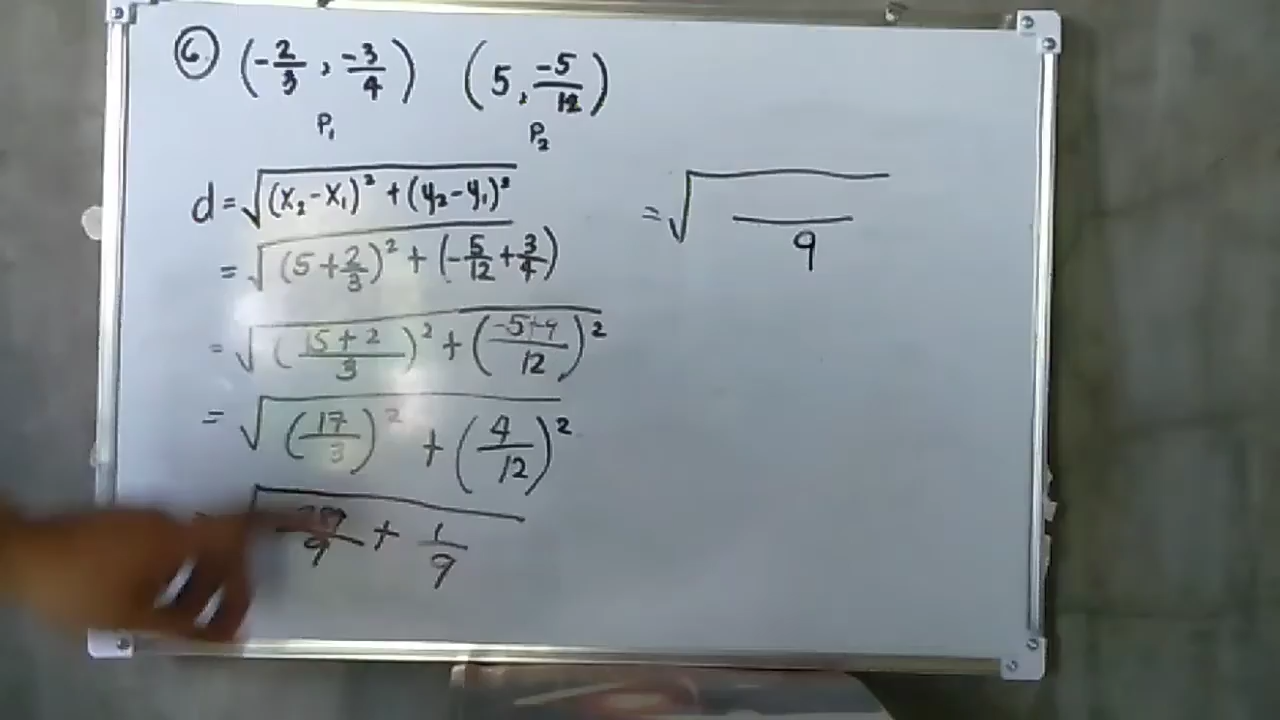 6. (-2/3, -3/4) (5, -5/12)
P₁ P₂
d = √(x₂-x₁)² + (y₂-y₁)²
= √(5+2/3)² + (-5/12+3/4)
= √(15+2/3)² + (-5+9/12)²
= √(17/3)² + (4/12)²
/9 + 1/9
= √ /9